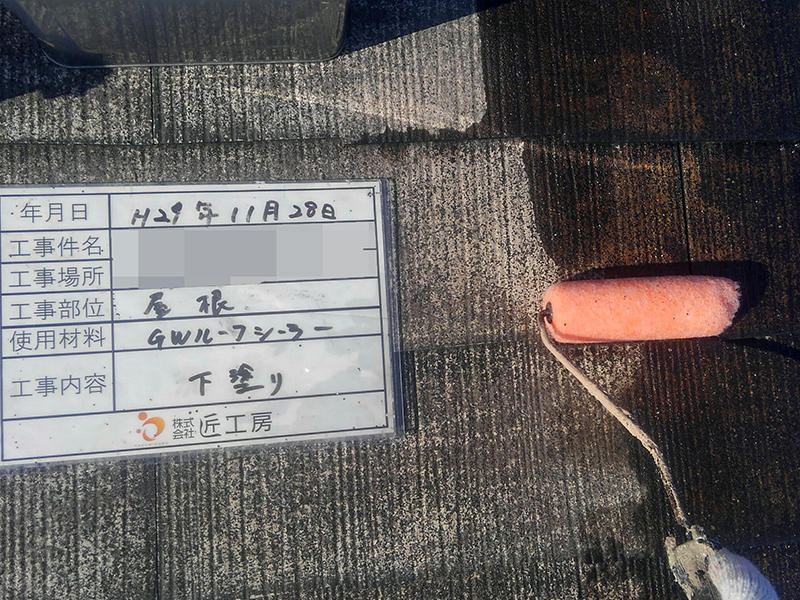 年月日 H29年11月28日
工事件名
工事場所
工事部位 屋根
使用材料 GWルーフシーラー
工事内容 下塗り
株式会社 匠工房